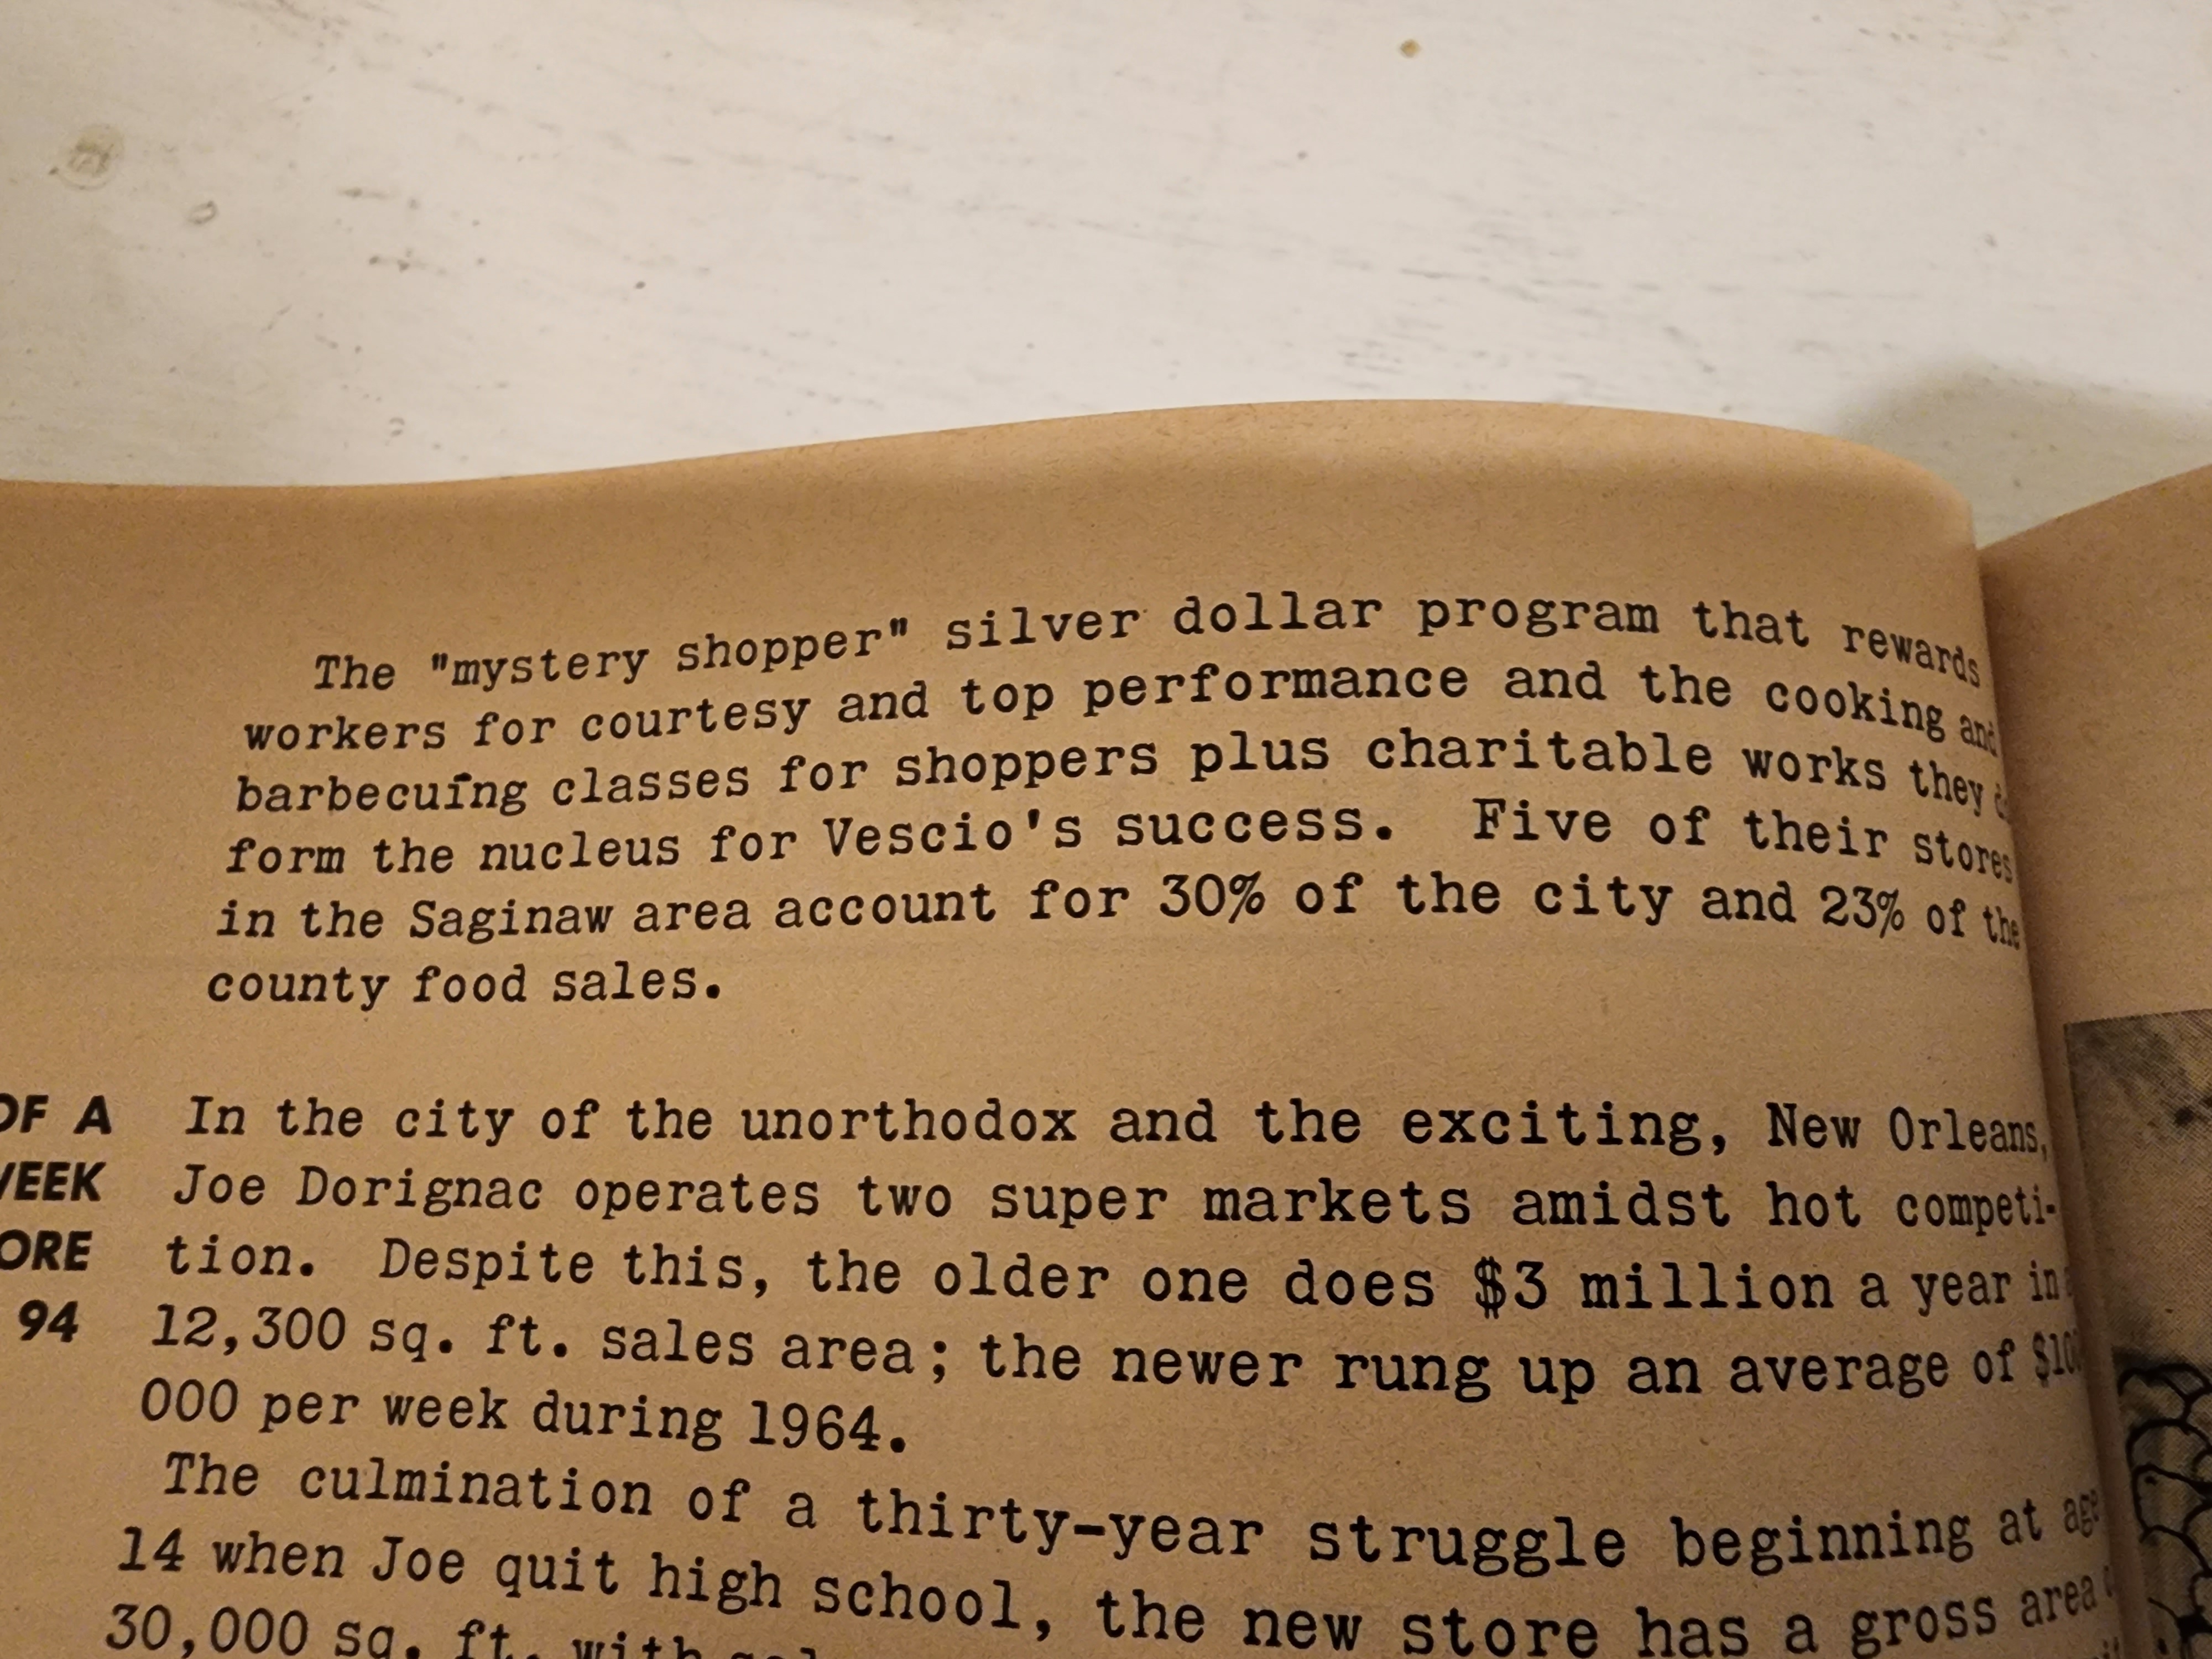 The "mystery shopper" silver dollar program that rewards
workers for courtesy and top performance and the cooking and
barbecuing classes for shoppers plus charitable works they
form the nucleus for Vescio's success. Five of their stores
in the Saginaw area account for 30% of the city and 23% of the
county food sales.
OF A
WEEK
ORE
94
In the city of the unorthodox and the exciting, New Orleans,
Joe Dorignac operates two super markets amidst hot competi-
tion. Despite this, the older one does $3 million a year in
12,300 sq. ft. sales area; the newer rung up an average of
000 per week during 1964.
The culmination of a thirty-year struggle beginning at age
14 when Joe quit high school, the new store has a gross area
30,000 sq. ft. with